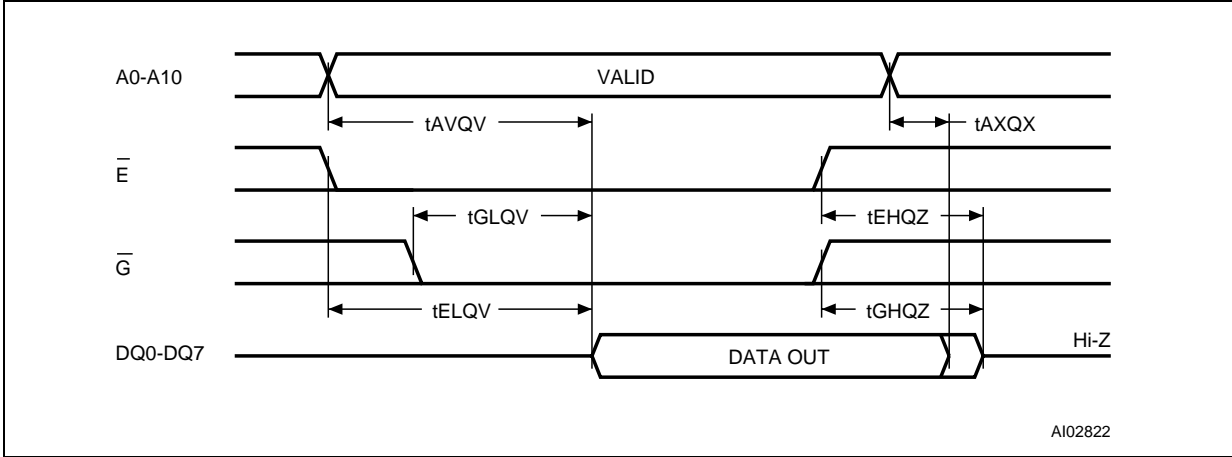 A0-A10
VALID
tAVQV
tAXQX
E
tGLQV
tEHQZ
G
tELQV
tGHQZ
DQ0-DQ7
DATA OUT
Hi-Z
AI02822